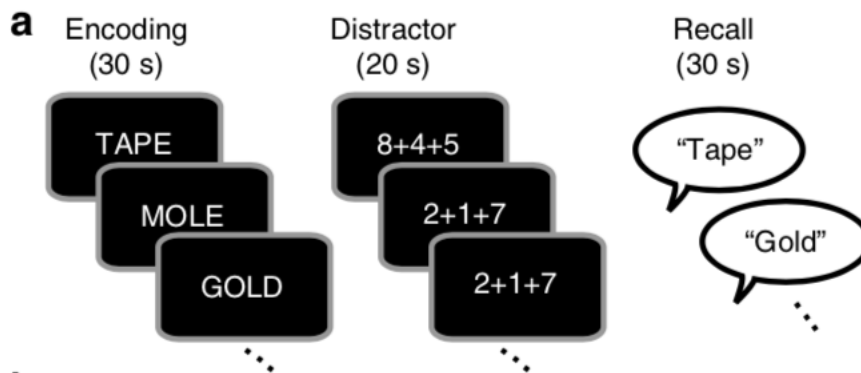 a
Encoding
(30 s)
TAPE
MOLE
GOLD
Distractor
(20 s)
8+4+5
2+1+7
2+1+7
Recall
(30 s)
“Tape”
“Gold”